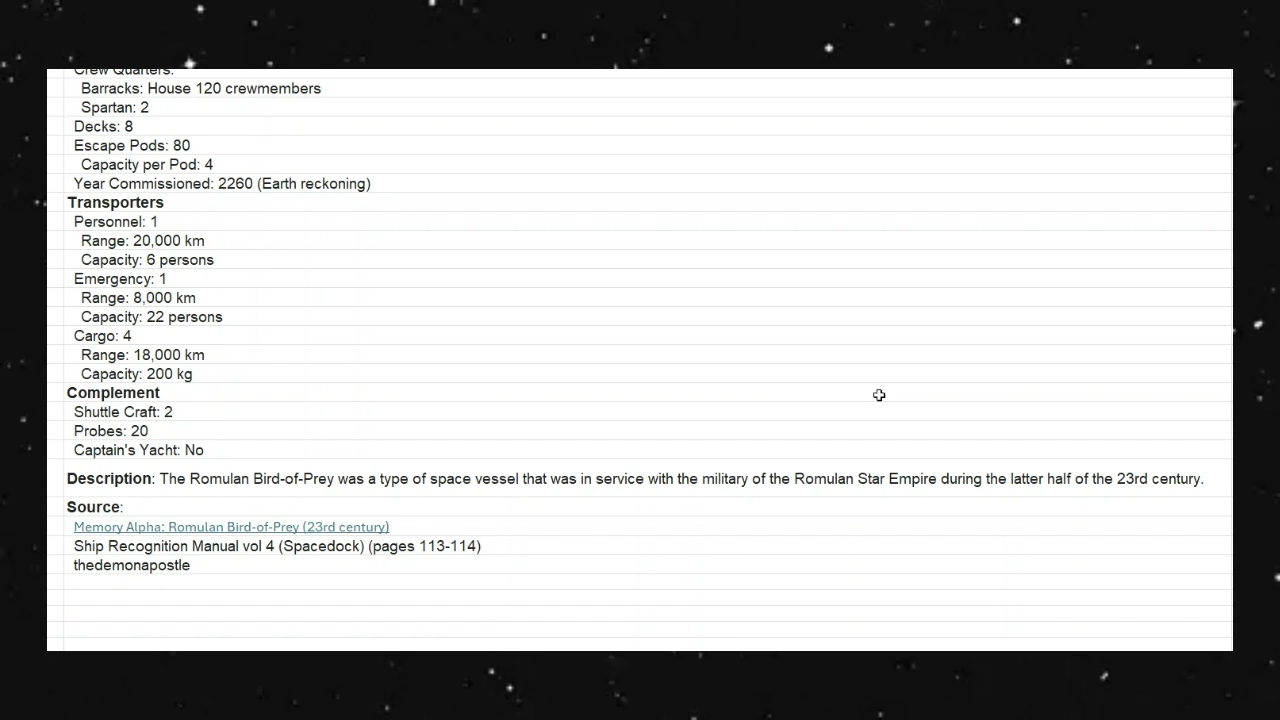 Crew Quarters:
Barracks: House 120 crewmembers
Spartan: 2
Decks: 8
Escape Pods: 80
Capacity per Pod: 4
Year Commissioned: 2260 (Earth reckoning)
Transporters
Personnel: 1
Range: 20,000 km
Capacity: 6 persons
Emergency: 1
Range: 8,000 km
Capacity: 22 persons
Cargo: 4
Range: 18,000 km
Capacity: 200 kg
Complement
Shuttle Craft: 2
Probes: 20
Captain's Yacht: No
Description: The Romulan Bird-of-Prey was a type of space vessel that was in service with the military of the Romulan Star Empire during the latter half of the 23rd century.
Source:
Memory Alpha: Romulan Bird-of-Prey (23rd century)
Ship Recognition Manual vol 4 (Spacedock) (pages 113-114)
thedemonapostle